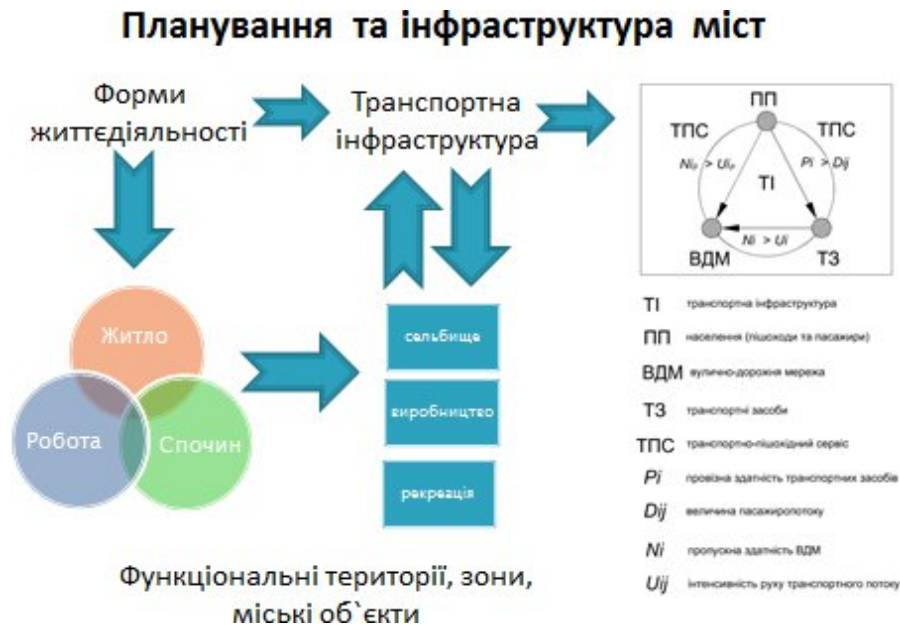 Планування та інфраструктура міст
Форми
життєдіяльності
Транспортна
інфраструктура
Житло
Робота
Спочин
сельбище
виробництво
рекреація
Функціональні території, зони,
міські об`єкти
ПП
ТПС
ТПС
Niₚ > Uiₚ
Pi > Dij
ТІ
Ni > Ui
ВДМ
ТЗ
ТІ транспортна інфраструктура
ПП населення (пішоходи та пасажири)
ВДМ вулично-дорожня мережа
ТЗ транспортні засоби
ТПС транспортно-пішохідний сервіс
Pi провізна здатність транспортних засобів
Dij величина пасажиропотоку
Ni пропускна здатність ВДМ
Uij інтенсивність руху транспортного потоку